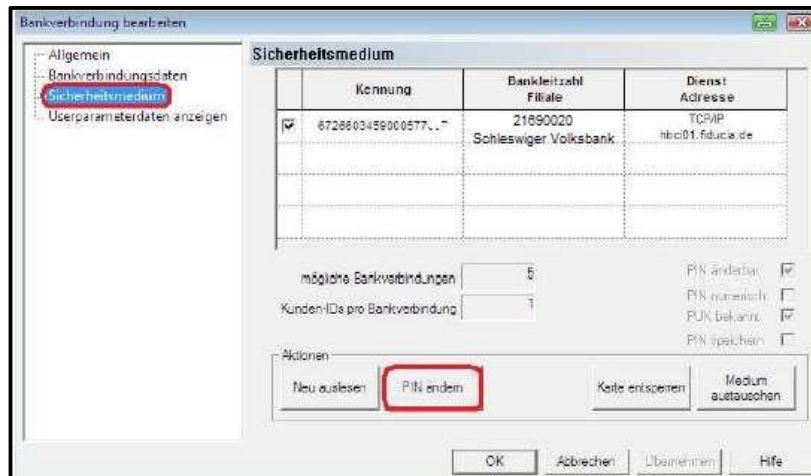 Bankverbindung bearbeiten
Allgemein
Bankverbindungsdaten
Sicherheitsmedium
Userparameterdaten anzeigen
Sicherheitsmedium
Kennung
Bankleitzahl
Filiale
Dienst
Adresse
21690020
Schleswiger Volksbank
TCP/IP
hbci01.fiducia.de
mögliche Bankverbindungen
5
Kunden-IDs pro Bankverbindung
1
PIN änderbar
PIN numerisch
PUK bekannt
PIN speichern
Aktionen
Neu auslesen
PIN ändern
Karte entsperren
Medium
austauschen
OK
Abbrechen
Übernehmen
Hilfe